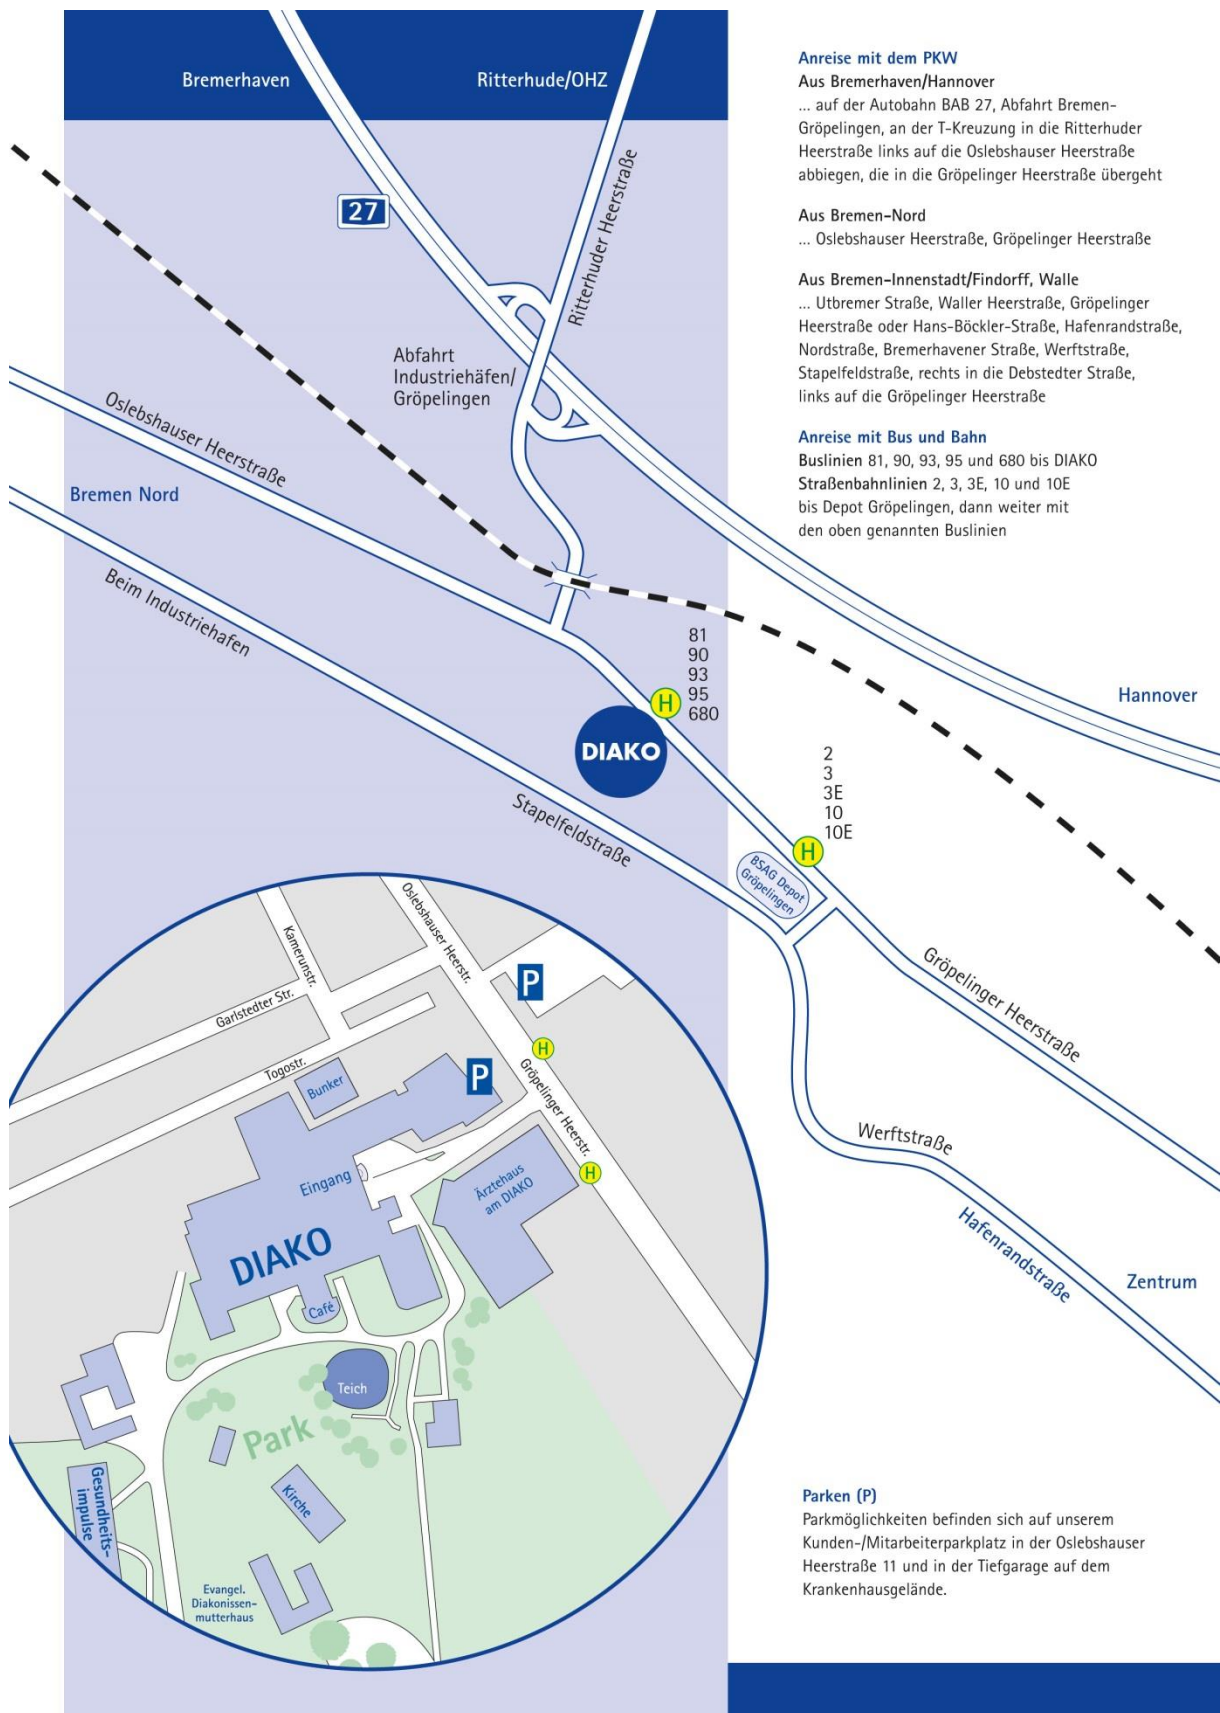 Bremerhaven
Ritterhude/OHZ
27
Ritterhuder Heerstraße
Abfahrt
Industriehäfen/
Gröpelingen
Oslebshauser Heerstraße
Bremen Nord
Beim Industriehafen
81
90
93
95
680
H
DIAKO
Hannover
2
3
3E
10
10E
H
Stapelfeldstraße
BSAG Depot
Gröpelingen
Gröpelinger Heerstraße
Werftstraße
Hafenrandstraße
Zentrum
Anreise mit dem PKW
Aus Bremerhaven/Hannover
... auf der Autobahn BAB 27, Abfahrt Bremen-
Gröpelingen, an der T-Kreuzung in die Ritterhuder
Heerstraße links auf die Oslebshauser Heerstraße
abbiegen, die in die Gröpelinger Heerstraße übergeht
Aus Bremen-Nord
... Oslebshauser Heerstraße, Gröpelinger Heerstraße
Aus Bremen-Innenstadt/Findorff, Walle
... Utbremer Straße, Waller Heerstraße, Gröpelinger
Heerstraße oder Hans-Böckler-Straße, Hafenrandstraße,
Nordstraße, Bremerhavener Straße, Werftstraße,
Stapelfeldstraße, rechts in die Debstedter Straße,
links auf die Gröpelinger Heerstraße
Anreise mit Bus und Bahn
Buslinien 81, 90, 93, 95 und 680 bis DIAKO
Straßenbahnlinien 2, 3, 3E, 10 und 10E
bis Depot Gröpelingen, dann weiter mit
den oben genannten Buslinien
Oslebshauser Heerstr.
Kamerunstr.
Garlstedter Str.
Togostr.
P
H
P
Bunker
Gröpelinger Heerstr.
H
Eingang
Ärztehaus
am DIAKO
DIAKO
Café
Teich
Park
Gesundheits-
impulse
Kirche
Evangel.
Diakonissen-
mutterhaus
Parken (P)
Parkmöglichkeiten befinden sich auf unserem
Kunden-/Mitarbeiterparkplatz in der Oslebshauser
Heerstraße 11 und in der Tiefgarage auf dem
Krankenhausgelände.